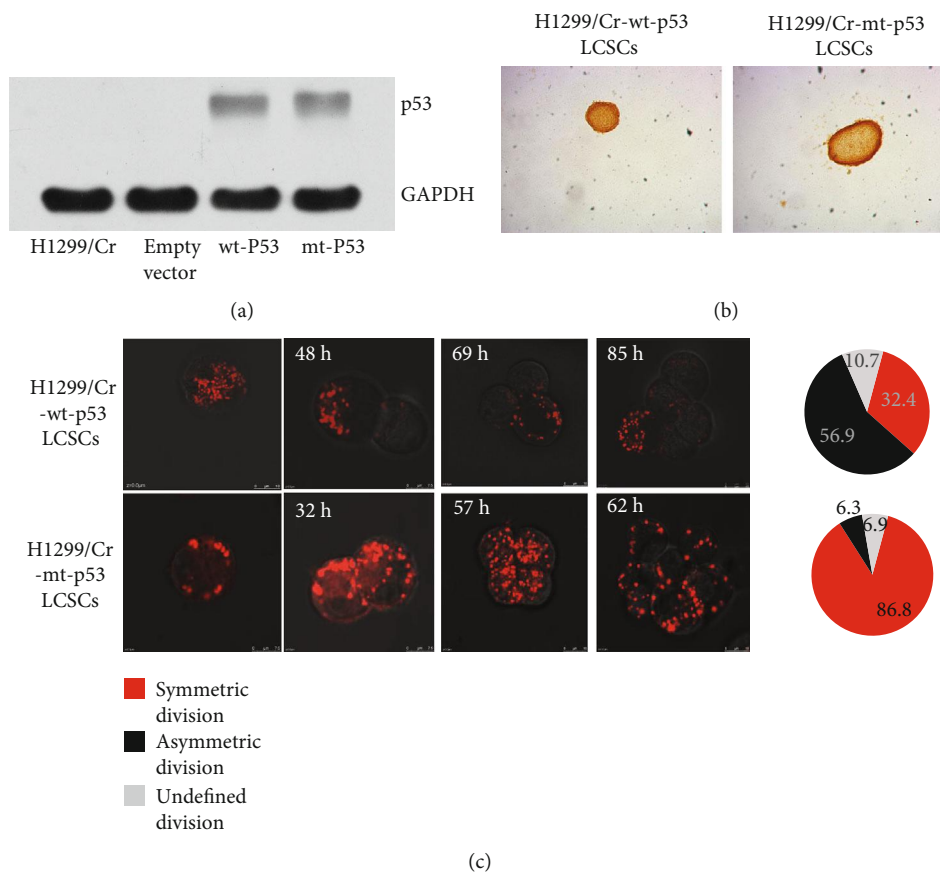 p53
GAPDH
H1299/Cr
Empty
vector
wt-P53
mt-P53
(a)
H1299/Cr-wt-p53
LCSCs
H1299/Cr-mt-p53
LCSCs
(b)
H1299/Cr
-wt-p53
LCSCs
48 h
69 h
85 h
10.7
32.4
56.9
H1299/Cr
-mt-p53
LCSCs
32 h
57 h
62 h
6.3
6.9
86.8
Symmetric
division
Asymmetric
division
Undefined
division
(c)